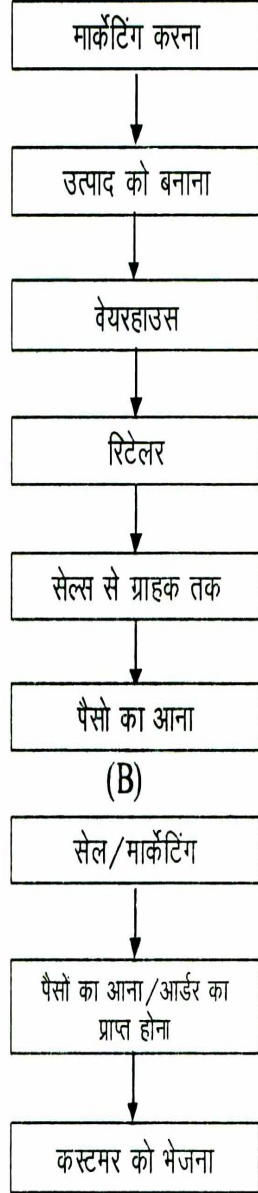 मार्केटिंग करना
उत्पाद को बनाना
वेयरहाउस
रिटेलर
सेल्स से ग्राहक तक
पैसो का आना
(B)
सेल/मार्केटिंग
पैसों का आना/आर्डर का
प्राप्त होना
कस्टमर को भेजना